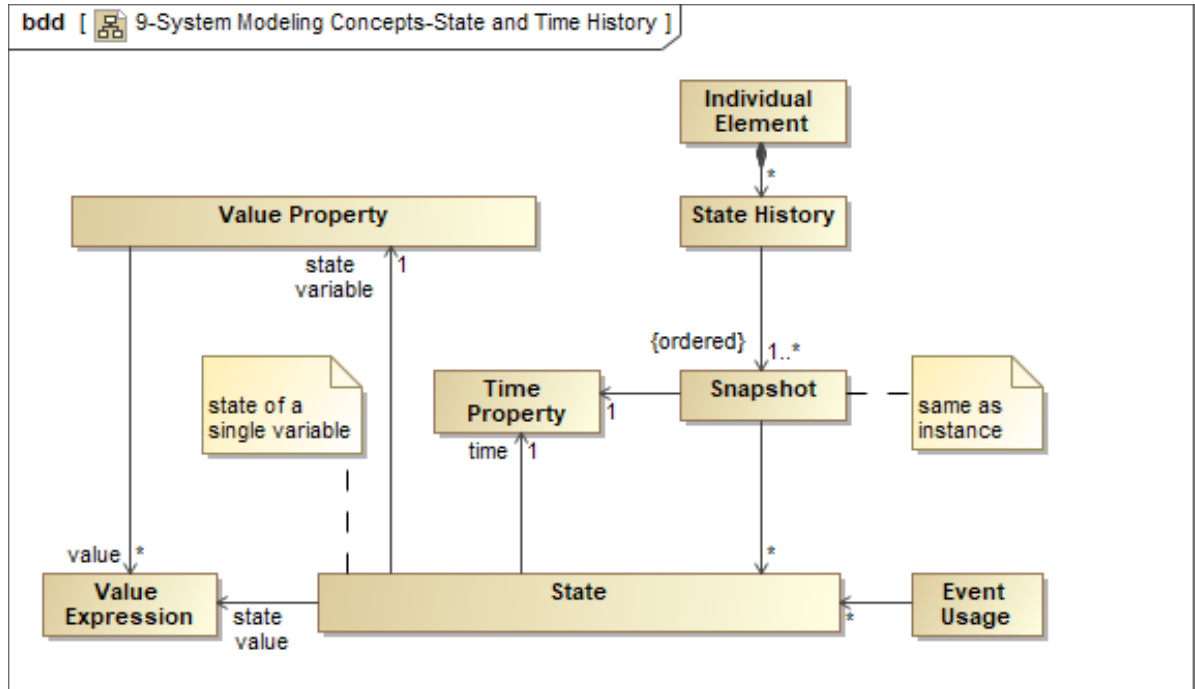 bdd [ 9-System Modeling Concepts-State and Time History ]
Individual
Element
*
State History
Value Property
state
variable
1
{ordered}
1..*
Snapshot
Time
Property
1
same as
instance
state of a
single variable
time
1
value
*
*
Value
Expression
state
value
State
*
Event
Usage